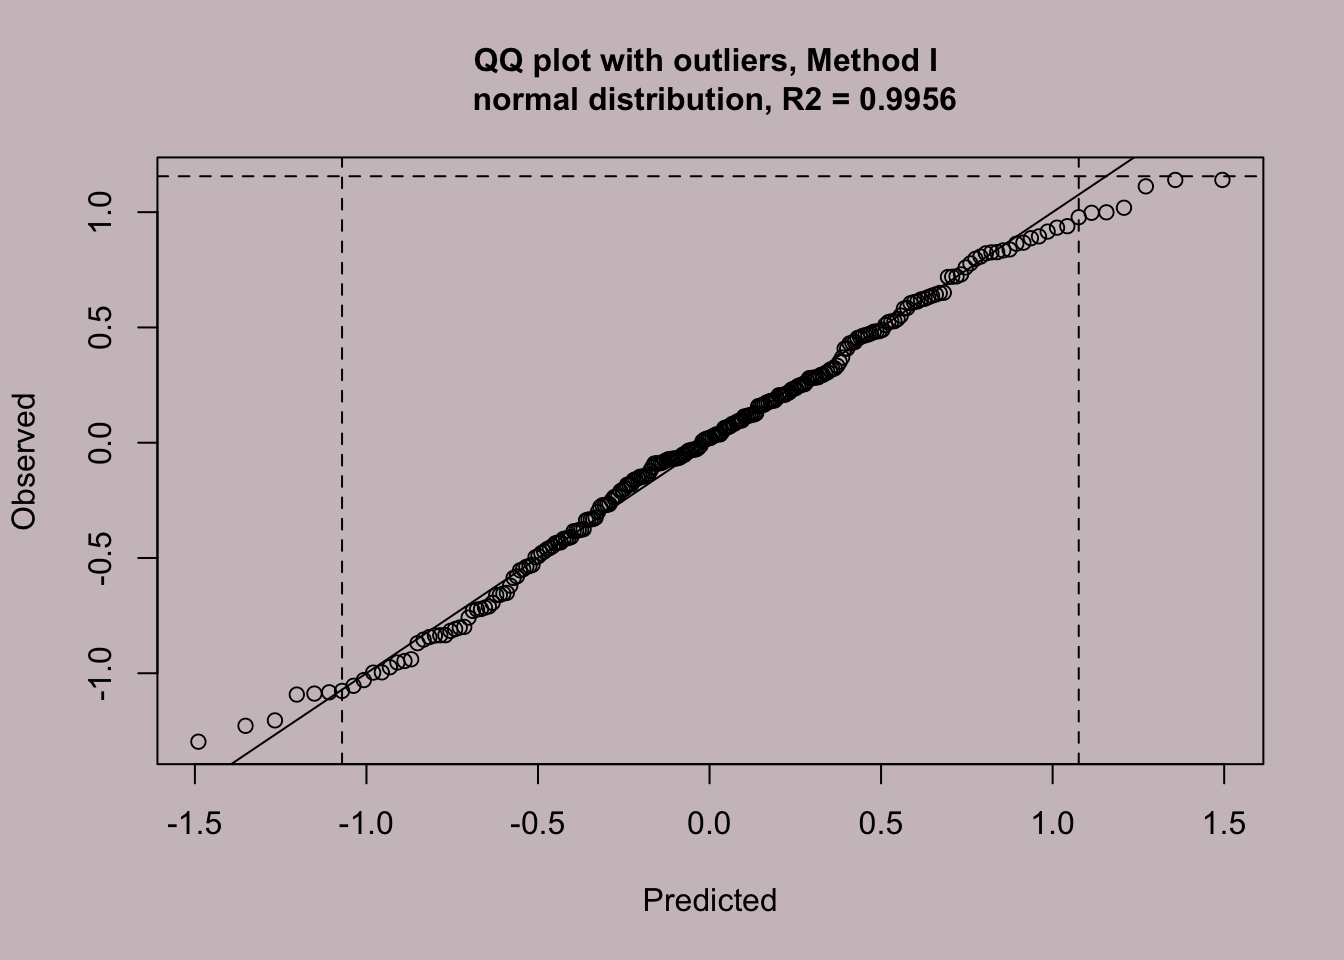 QQ plot with outliers, Method I
normal distribution, R2 = 0.9956
Observed
1.0
0.5
0.0
-0.5
-1.0
-1.5 -1.0 -0.5 0.0 0.5 1.0 1.5
Predicted